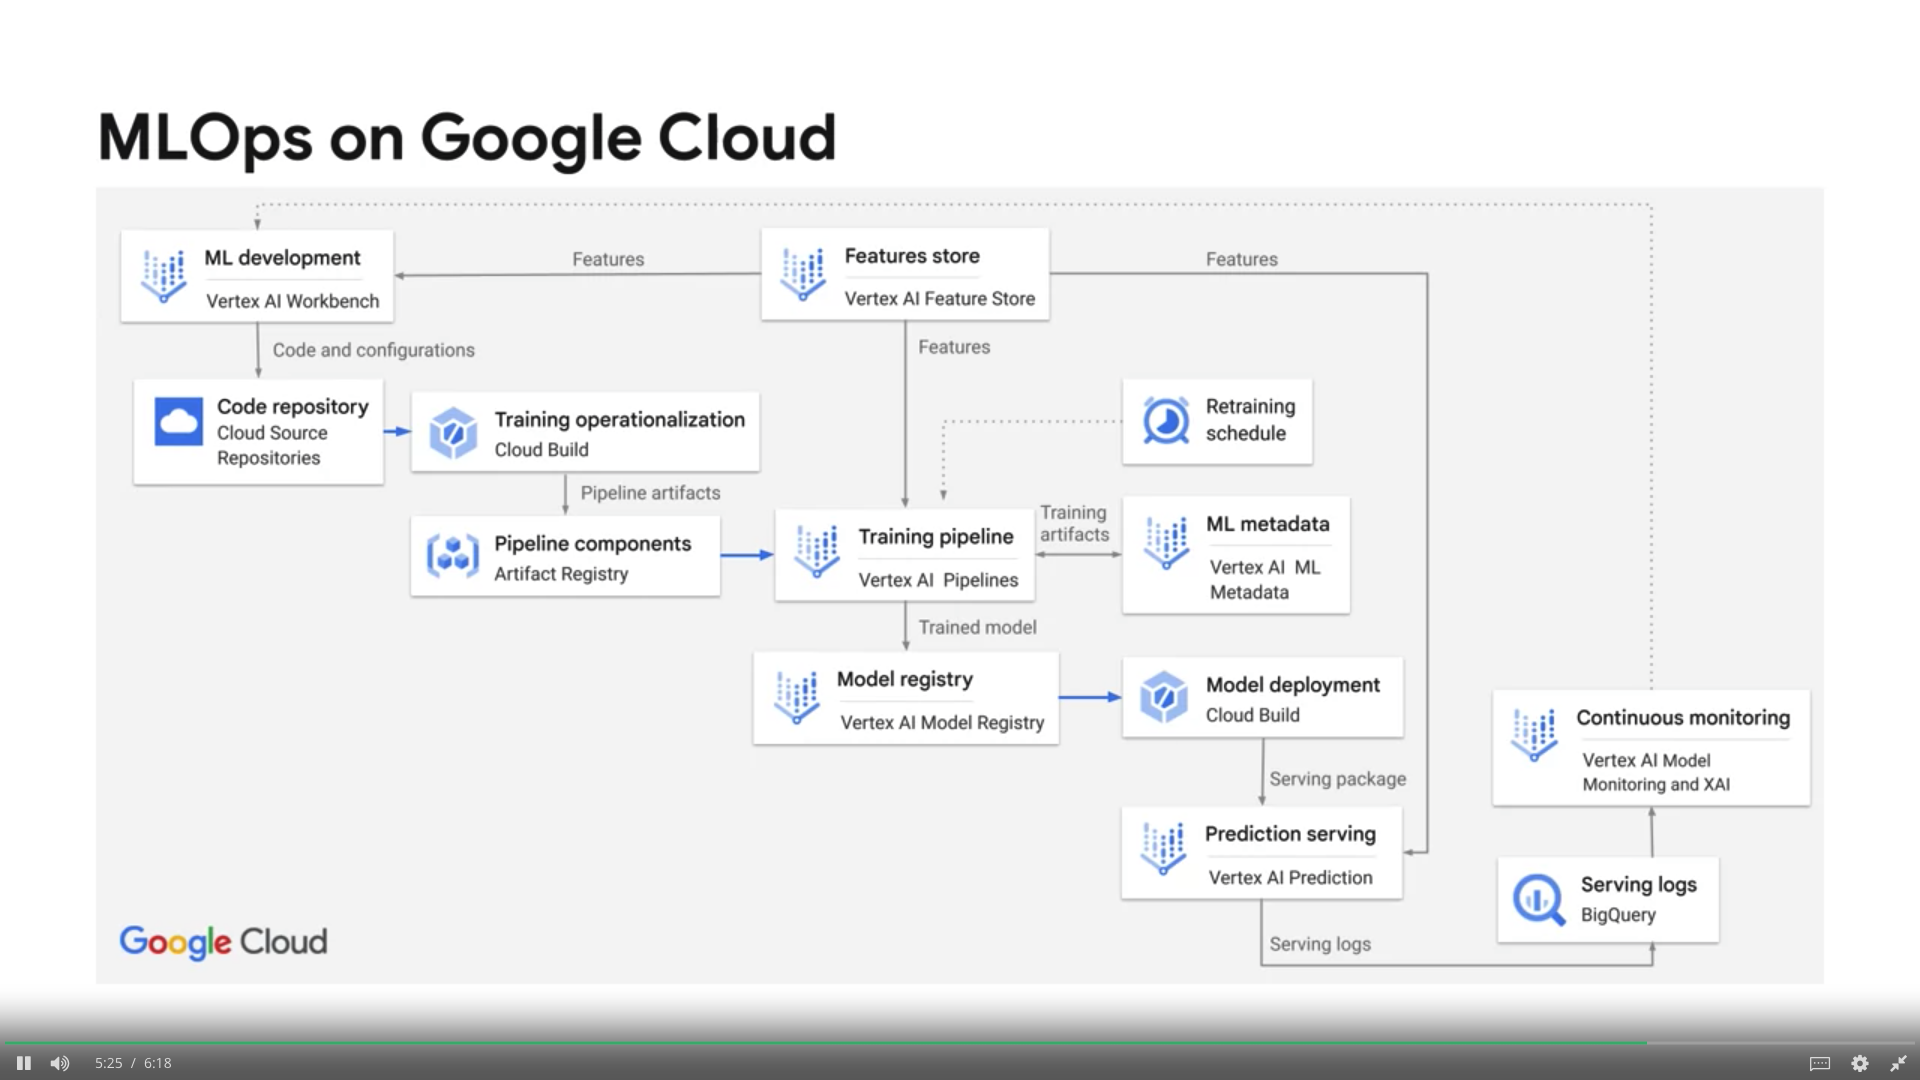 MLOps on Google Cloud
ML development
Vertex AI Workbench
Features
Features store
Vertex AI Feature Store
Features
Code and configurations
Features
Code repository
Cloud Source
Repositories
Training operationalization
Cloud Build
Retraining
schedule
Pipeline artifacts
Pipeline components
Artifact Registry
Training pipeline
Vertex AI Pipelines
Training
artifacts
ML metadata
Vertex AI ML
Metadata
Trained model
Model registry
Vertex AI Model Registry
Model deployment
Cloud Build
Continuous monitoring
Vertex AI Model
Monitoring and XAI
Serving package
Prediction serving
Vertex AI Prediction
Serving logs
BigQuery
Serving logs
Google Cloud
5:25 / 6:18